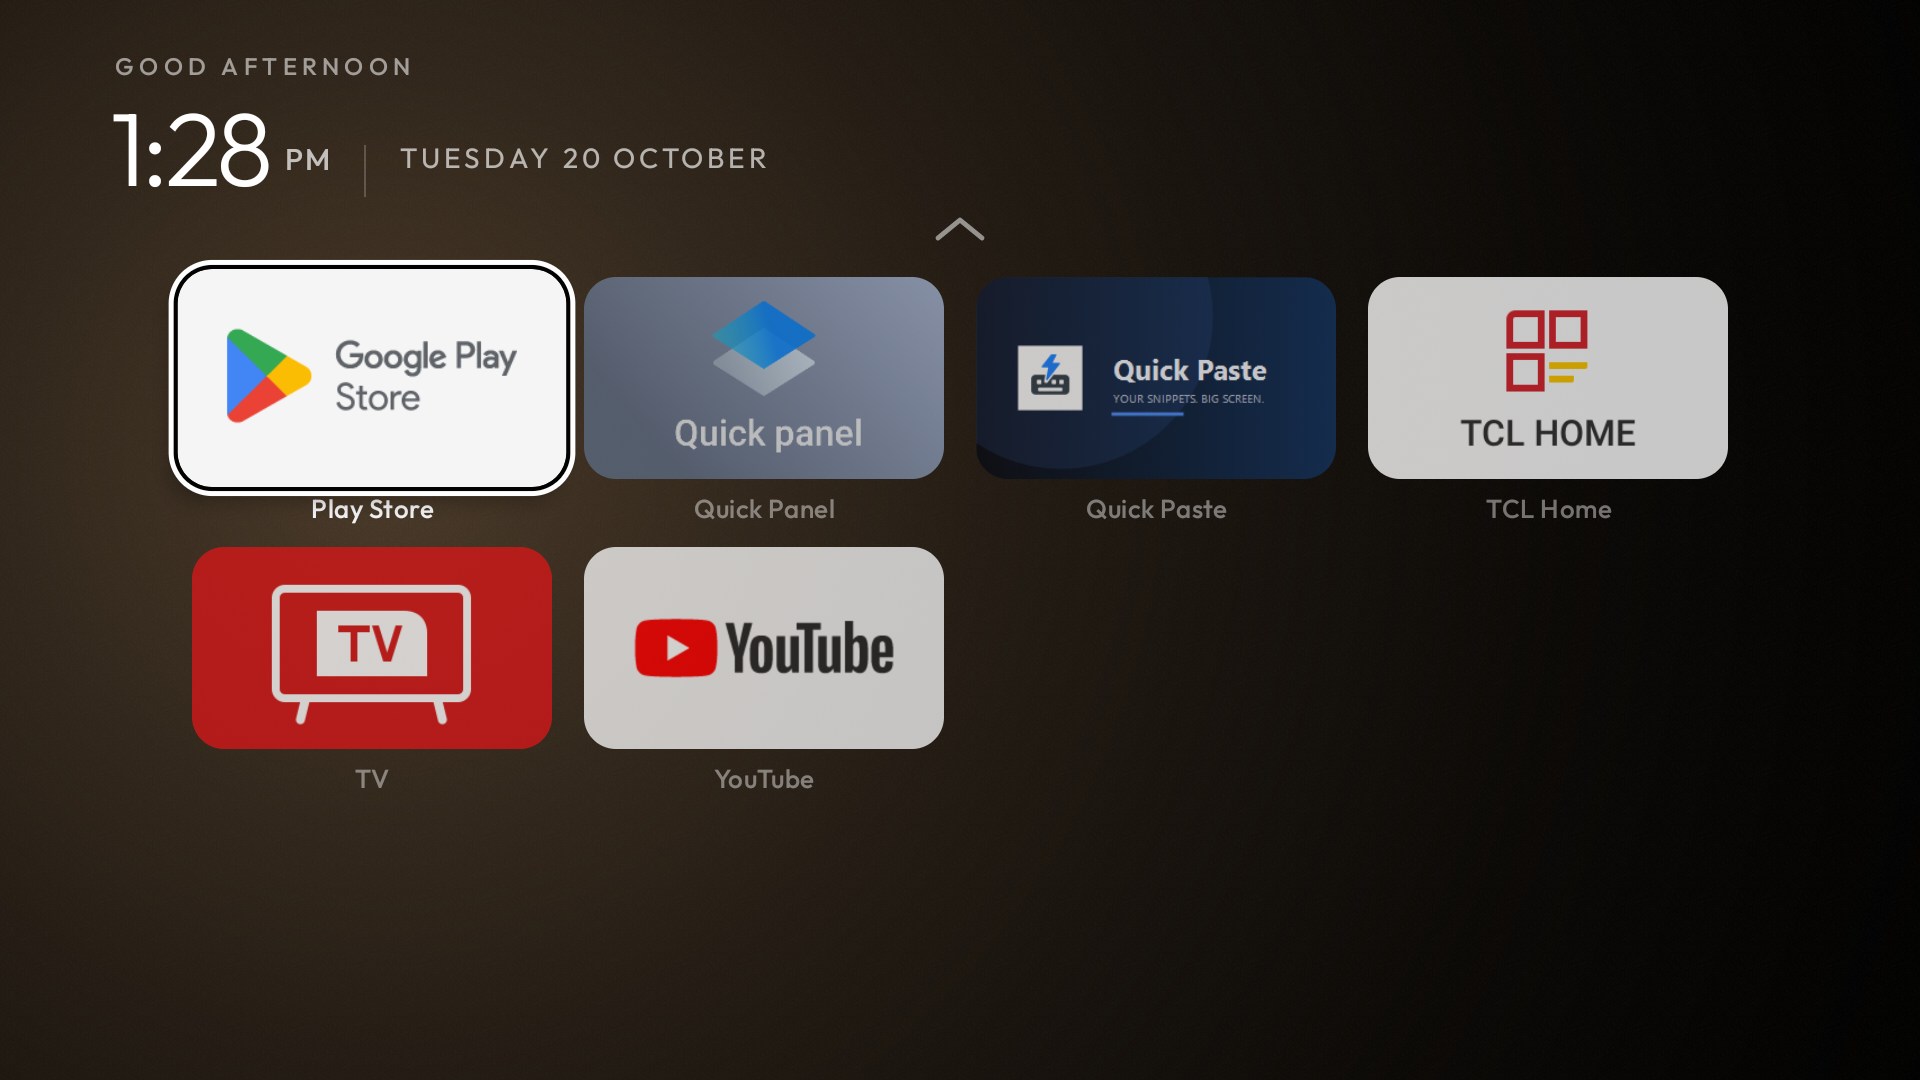 GOOD AFTERNOON
1:28 PM
TUESDAY 20 OCTOBER
Google Play
Store
Play Store
Quick panel
Quick Panel
Quick Paste
YOUR SNIPPETS. BIG SCREEN.
Quick Paste
TCL HOME
TCL Home
TV
TV
YouTube
YouTube